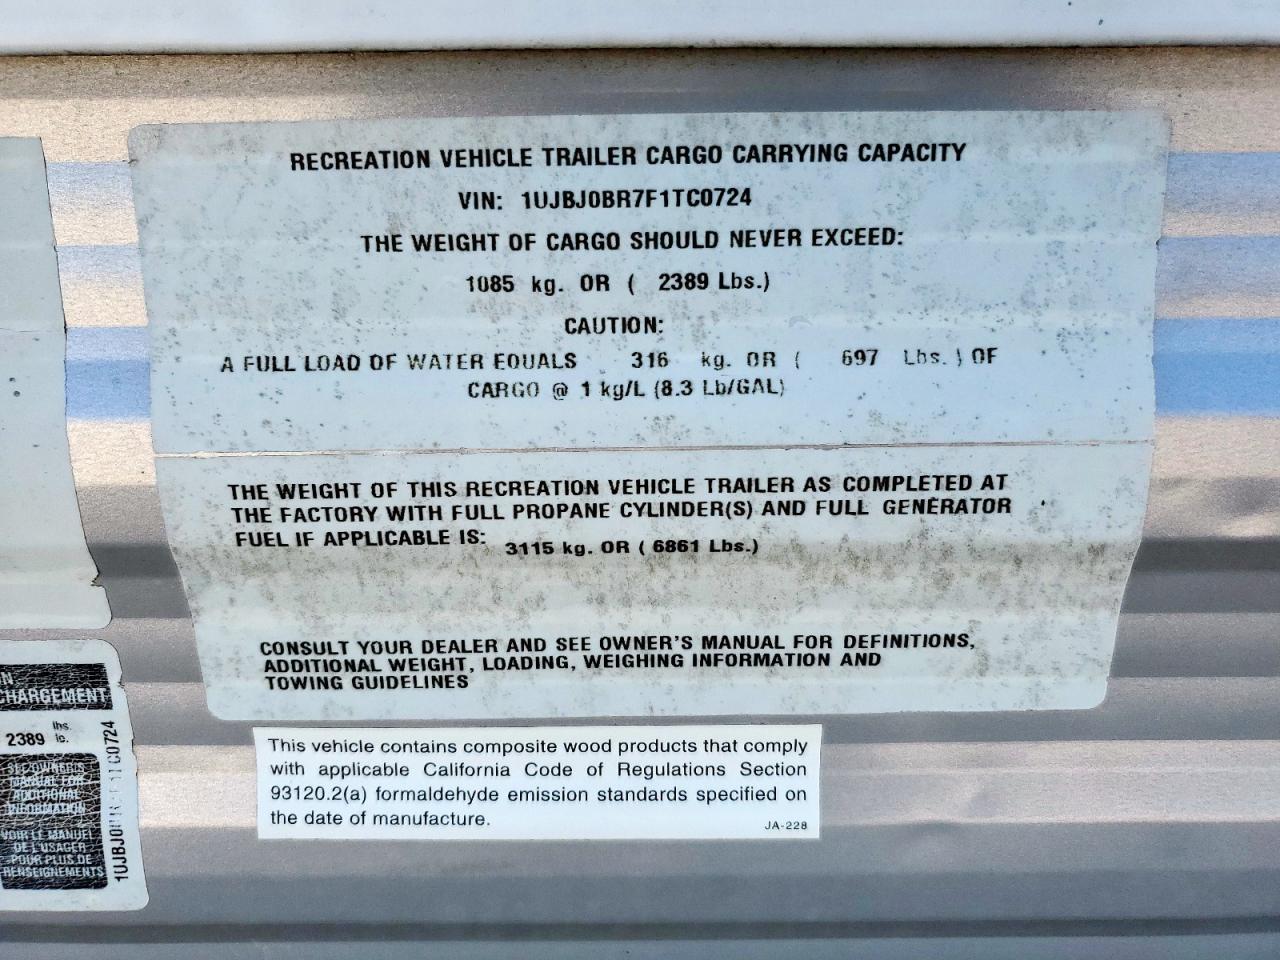 RECREATION VEHICLE TRAILER CARGO CARRYING CAPACITY
VIN: 1UJBJ0BR7F1TC0724
THE WEIGHT OF CARGO SHOULD NEVER EXCEED:
1085 kg. OR ( 2389 Lbs.)
CAUTION:
A FULL LOAD OF WATER EQUALS 316 kg. OR ( 697 Lbs. ) OF
CARGO @ 1 kg/L (8.3 Lb/GAL)
THE WEIGHT OF THIS RECREATION VEHICLE TRAILER AS COMPLETED AT
THE FACTORY WITH FULL PROPANE CYLINDER(S) AND FULL GENERATOR
FUEL IF APPLICABLE IS: 3115 kg. OR ( 6861 Lbs.)
CONSULT YOUR DEALER AND SEE OWNER'S MANUAL FOR DEFINITIONS,
ADDITIONAL WEIGHT, LOADING, WEIGHING INFORMATION AND
TOWING GUIDELINES
This vehicle contains composite wood products that comply
with applicable California Code of Regulations Section
93120.2(a) formaldehyde emission standards specified on
the date of manufacture.
JA-228
CHARGEMENT
2389 lbs.
SEE OWNER'S
MANUAL FOR
ADDITIONAL
INFORMATION
VOIR LE MANUEL
DE L'USAGER
POUR PLUS DE
RENSEIGNEMENTS